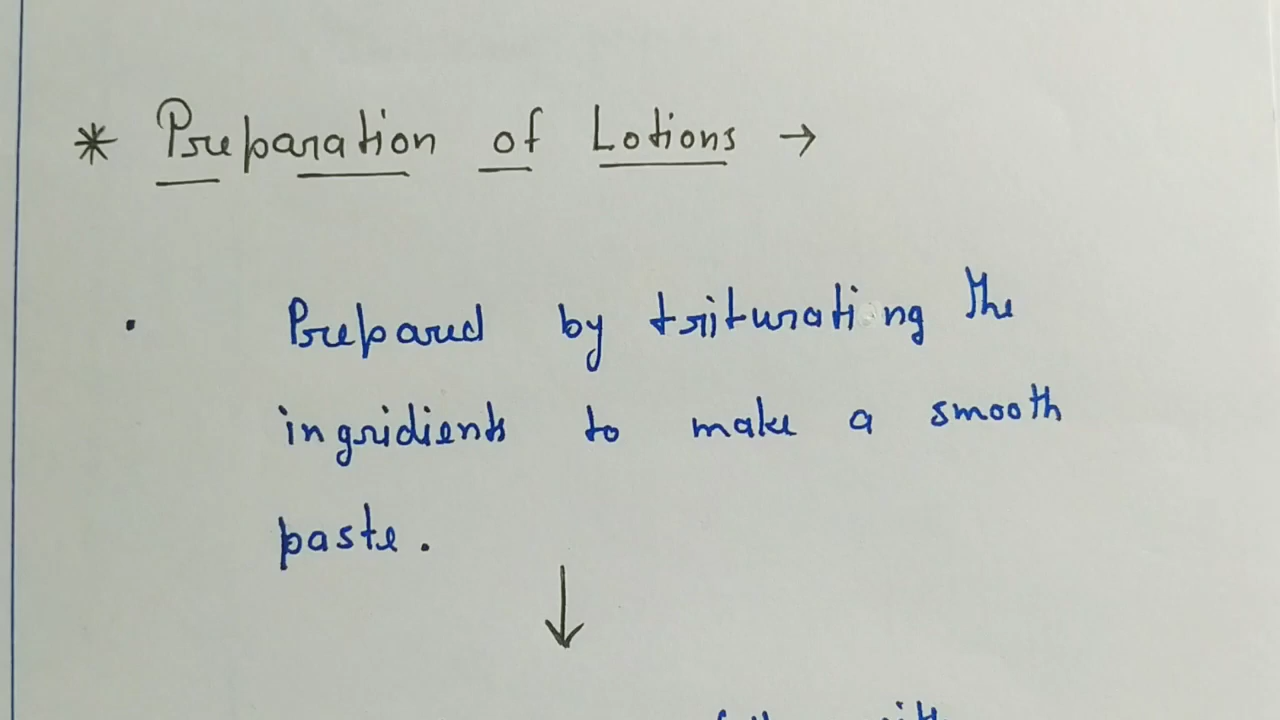 * Preparation of Lotions →
. Prepared by triturating the
ingridients to make a smooth
paste.
↓